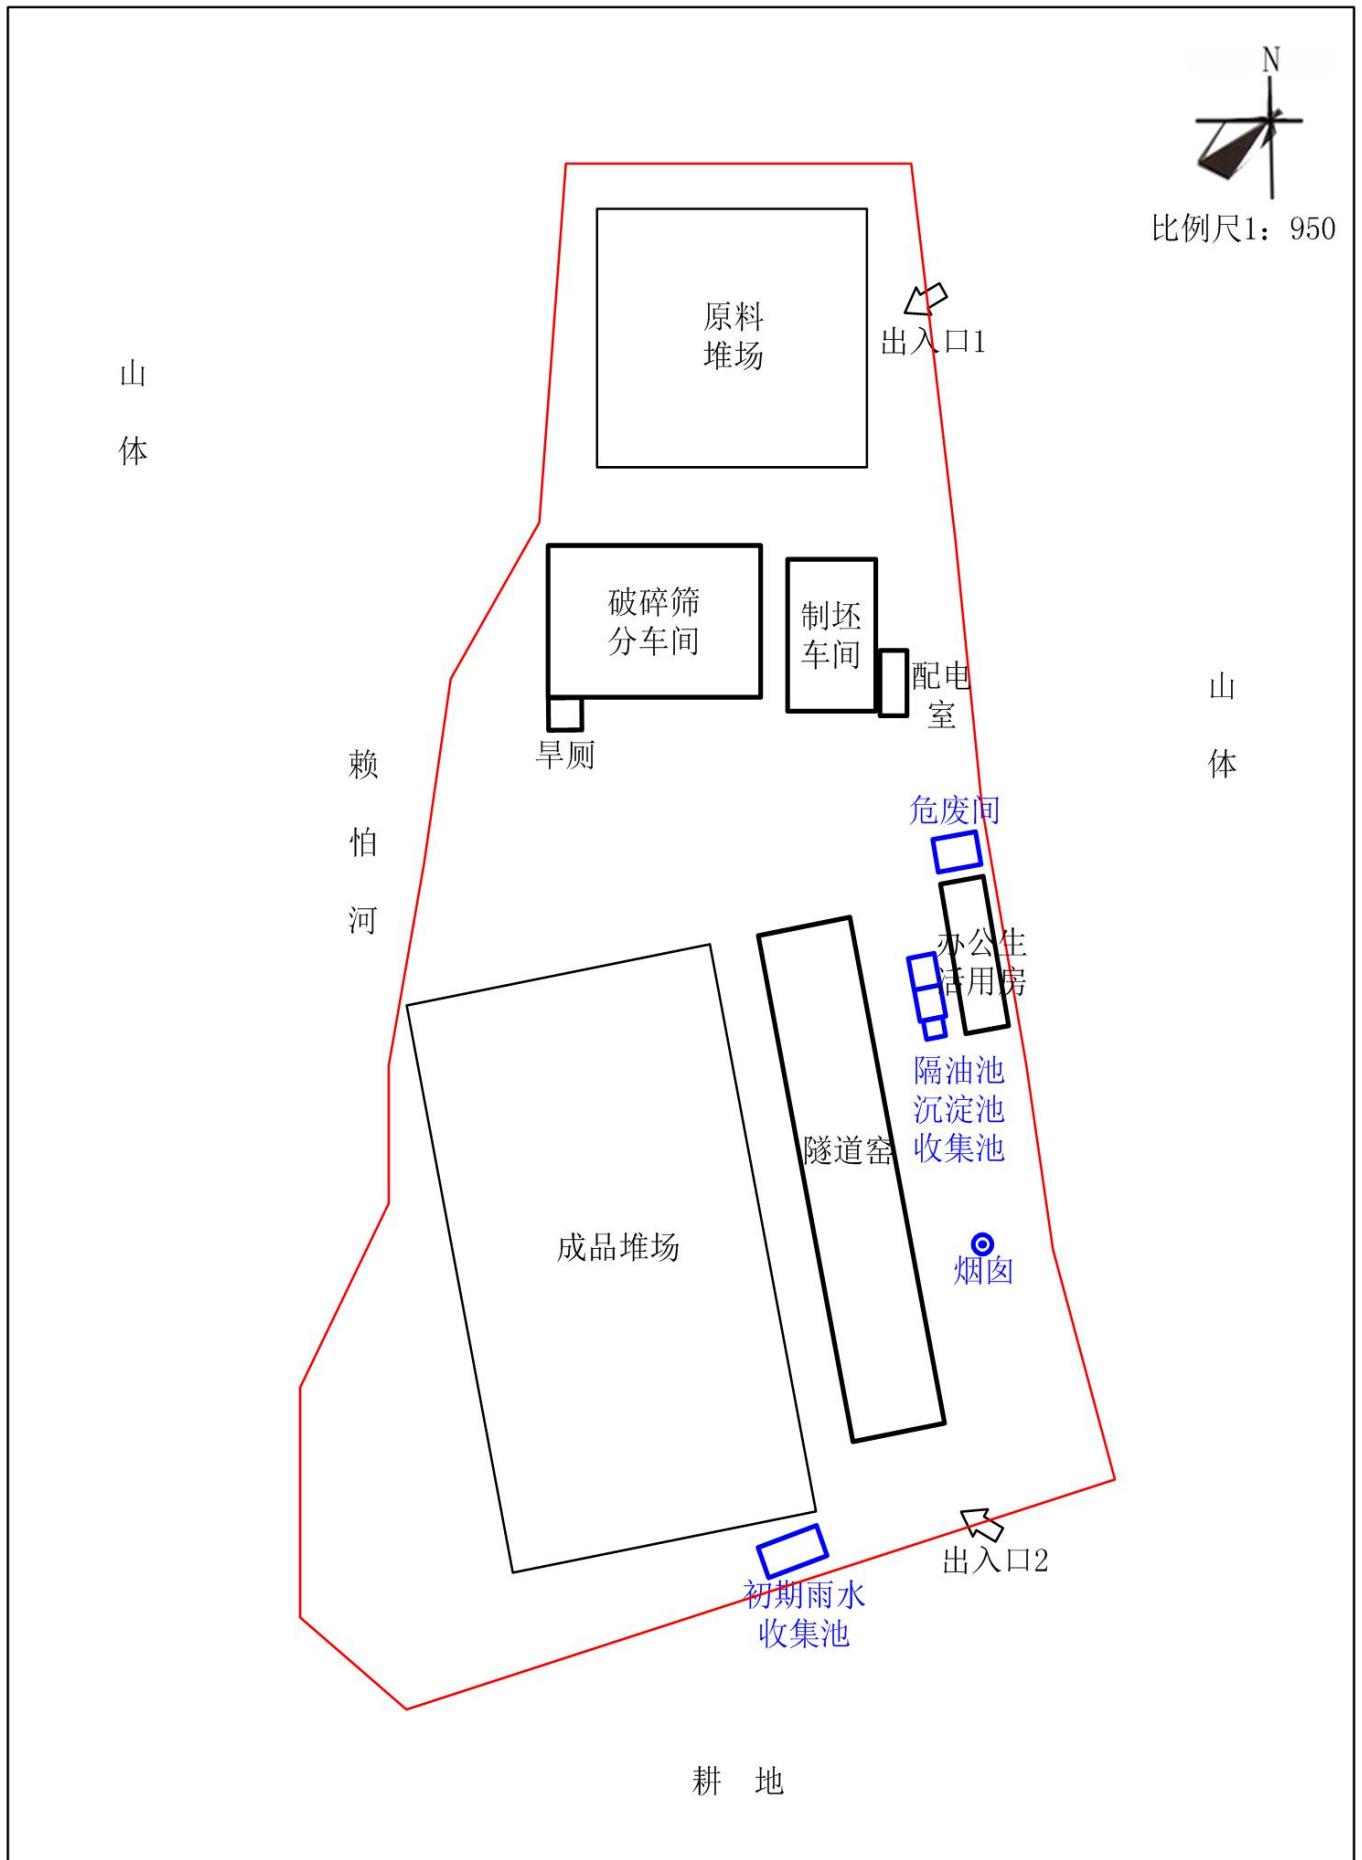 N
比例尺1：950
原料
堆场
出入口1
山
体
破碎筛
分车间
制坯
车间
配电
室
旱厕
山
体
赖
怕
河
危废间
办公生
活用房
隔油池
沉淀池
收集池
隧道窑
成品堆场
烟囱
出入口2
初期雨水
收集池
耕 地